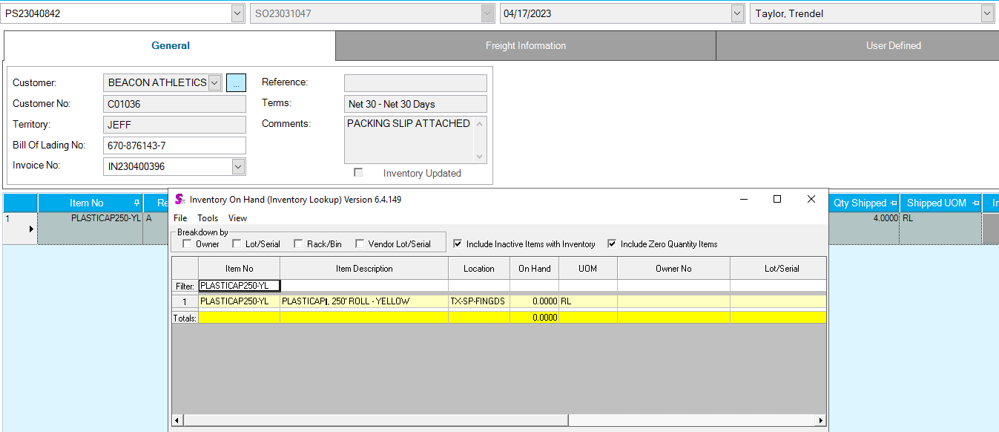 PS23040842 SO23031047 04/17/2023 Taylor, Trendel
General Freight Information User Defined
Customer: BEACON ATHLETICS ... Reference:
Customer No: C01036 Terms: Net 30 - Net 30 Days
Territory: JEFF Comments: PACKING SLIP ATTACHED
Bill Of Lading No: 670-876143-7
Invoice No: IN230400396 Inventory Updated
Item No Re Qty Shipped Shipped UOM In
1 PLASTICAP250-YL A 4.0000 RL
Inventory On Hand (Inventory Lookup) Version 6.4.149
File Tools View
Breakdown by
Owner Lot/Serial Rack/Bin Vendor Lot/Serial Include Inactive Items with Inventory Include Zero Quantity Items
Item No Item Description Location On Hand UOM Owner No Lot/Serial
Filter: PLASTICAP250-YL
1 PLASTICAP250-YL PLASTICAP, 250' ROLL - YELLOW TX-SP-FINGDS 0.0000 RL
Totals: 0.0000